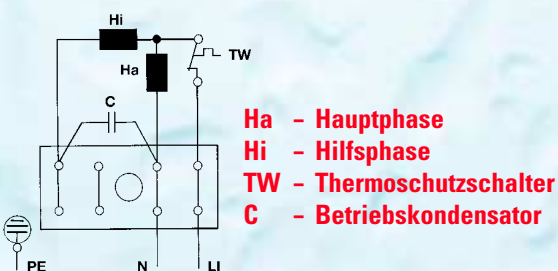 Hi
TW
Ha
C
Ha - Hauptphase
Hi - Hilfsphase
TW - Thermoschutzschalter
C - Betriebskondensator
PE N LI